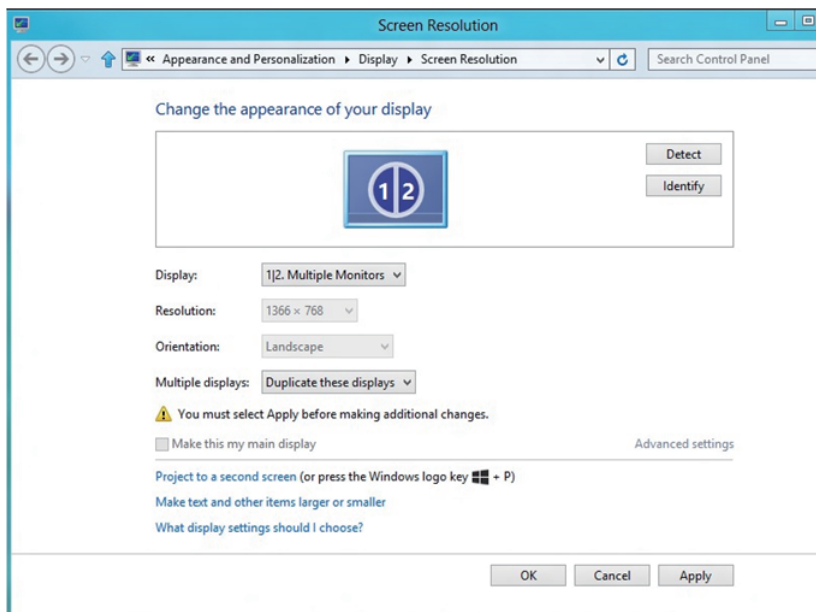 Screen Resolution
« Appearance and Personalization ▸ Display ▸ Screen Resolution
Search Control Panel
Change the appearance of your display
1 2
Detect
Identify
Display: 1|2. Multiple Monitors
Resolution: 1366 × 768
Orientation: Landscape
Multiple displays: Duplicate these displays
You must select Apply before making additional changes.
Make this my main display
Advanced settings
Project to a second screen (or press the Windows logo key + P)
Make text and other items larger or smaller
What display settings should I choose?
OK Cancel Apply